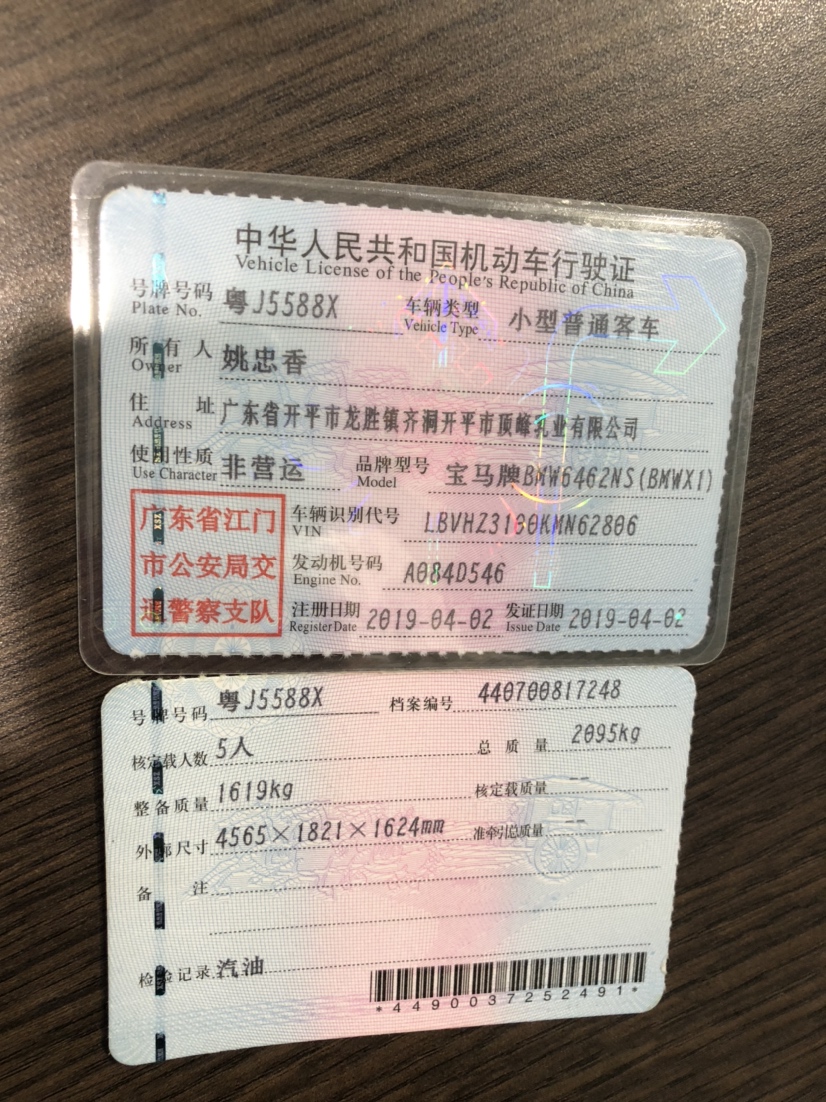 中华人民共和国机动车行驶证
Vehicle License of the People's Republic of China
号牌号码 粤J5588X 车辆类型 小型普通客车
Plate No. Vehicle Type
所有人 姚忠香
Owner
住址 广东省开平市龙胜镇齐洞开平市顶峰乳业有限公司
Address
使用性质 非营运 品牌型号 宝马牌BMW6462NS(BMWX1)
Use Character Model
广东省江门
市公安局交
通警察支队
车辆识别代号 LBVHZ3100KMN62806
VIN
发动机号码 A084D546
Engine No.
注册日期 2019-04-02 发证日期 2019-04-02
Register Date Issue Date
号牌号码 粤J5588X 档案编号 440700817248
核定载人数 5人 总质量 2095kg
整备质量 1619kg 核定载质量 --
外廓尺寸 4565×1821×1624mm 准牵引总质量 --
备注
检验记录 汽油
*4490037252491*